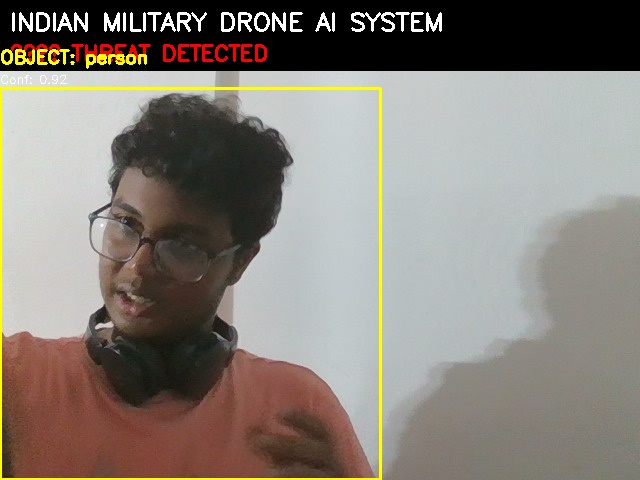 INDIAN MILITARY DRONE AI SYSTEM
THREAT DETECTED
OBJECT: person
Conf: 0.92